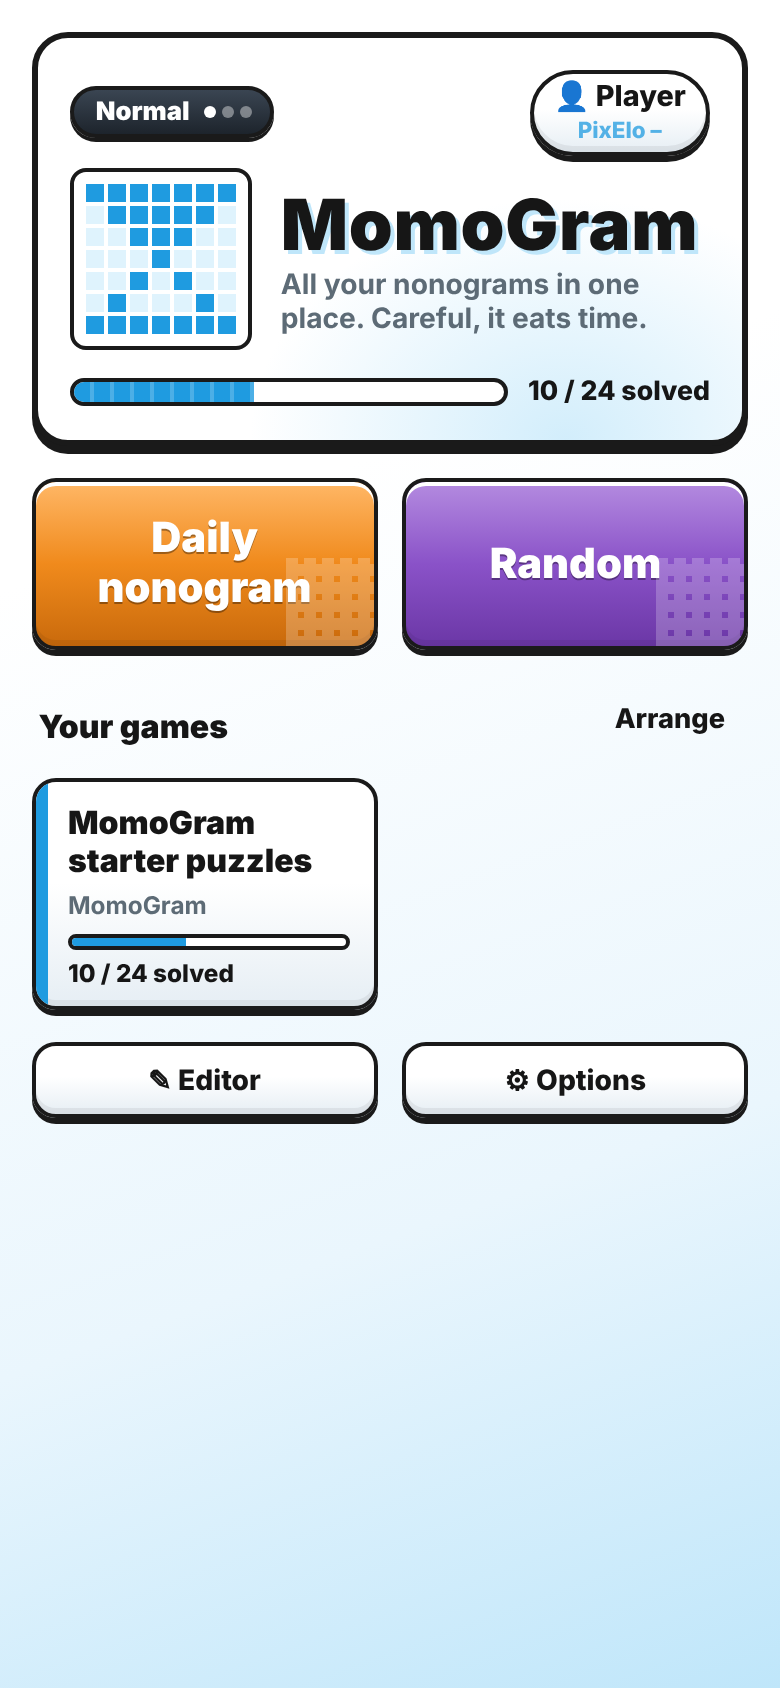 Normal
👤 Player
PixElo –
MomoGram
All your nonograms in one
place. Careful, it eats time.
10 / 24 solved
Daily
nonogram
Random
Your games
Arrange
MomoGram
starter puzzles
MomoGram
10 / 24 solved
✎ Editor
⚙ Options